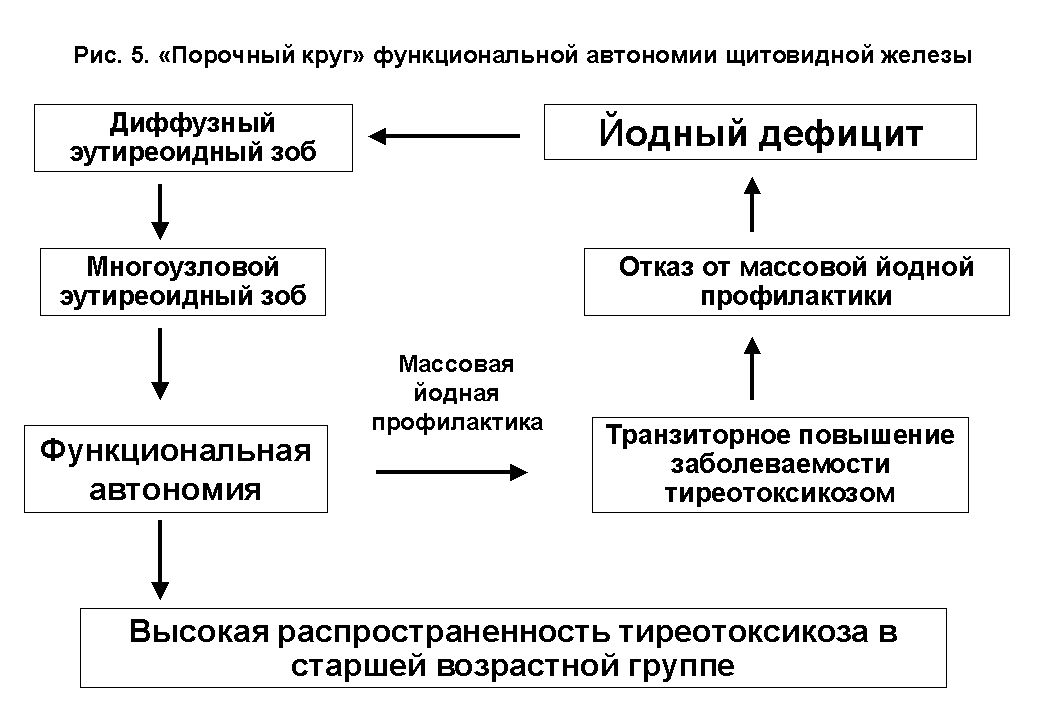 Рис. 5. «Порочный круг» функциональной автономии щитовидной железы
Диффузный
эутиреоидный зоб
Йодный дефицит
Многоузловой
эутиреоидный зоб
Отказ от массовой йодной
профилактики
Массовая
йодная
профилактика
Функциональная
автономия
Транзиторное повышение
заболеваемости
тиреотоксикозом
Высокая распространенность тиреотоксикоза в
старшей возрастной группе